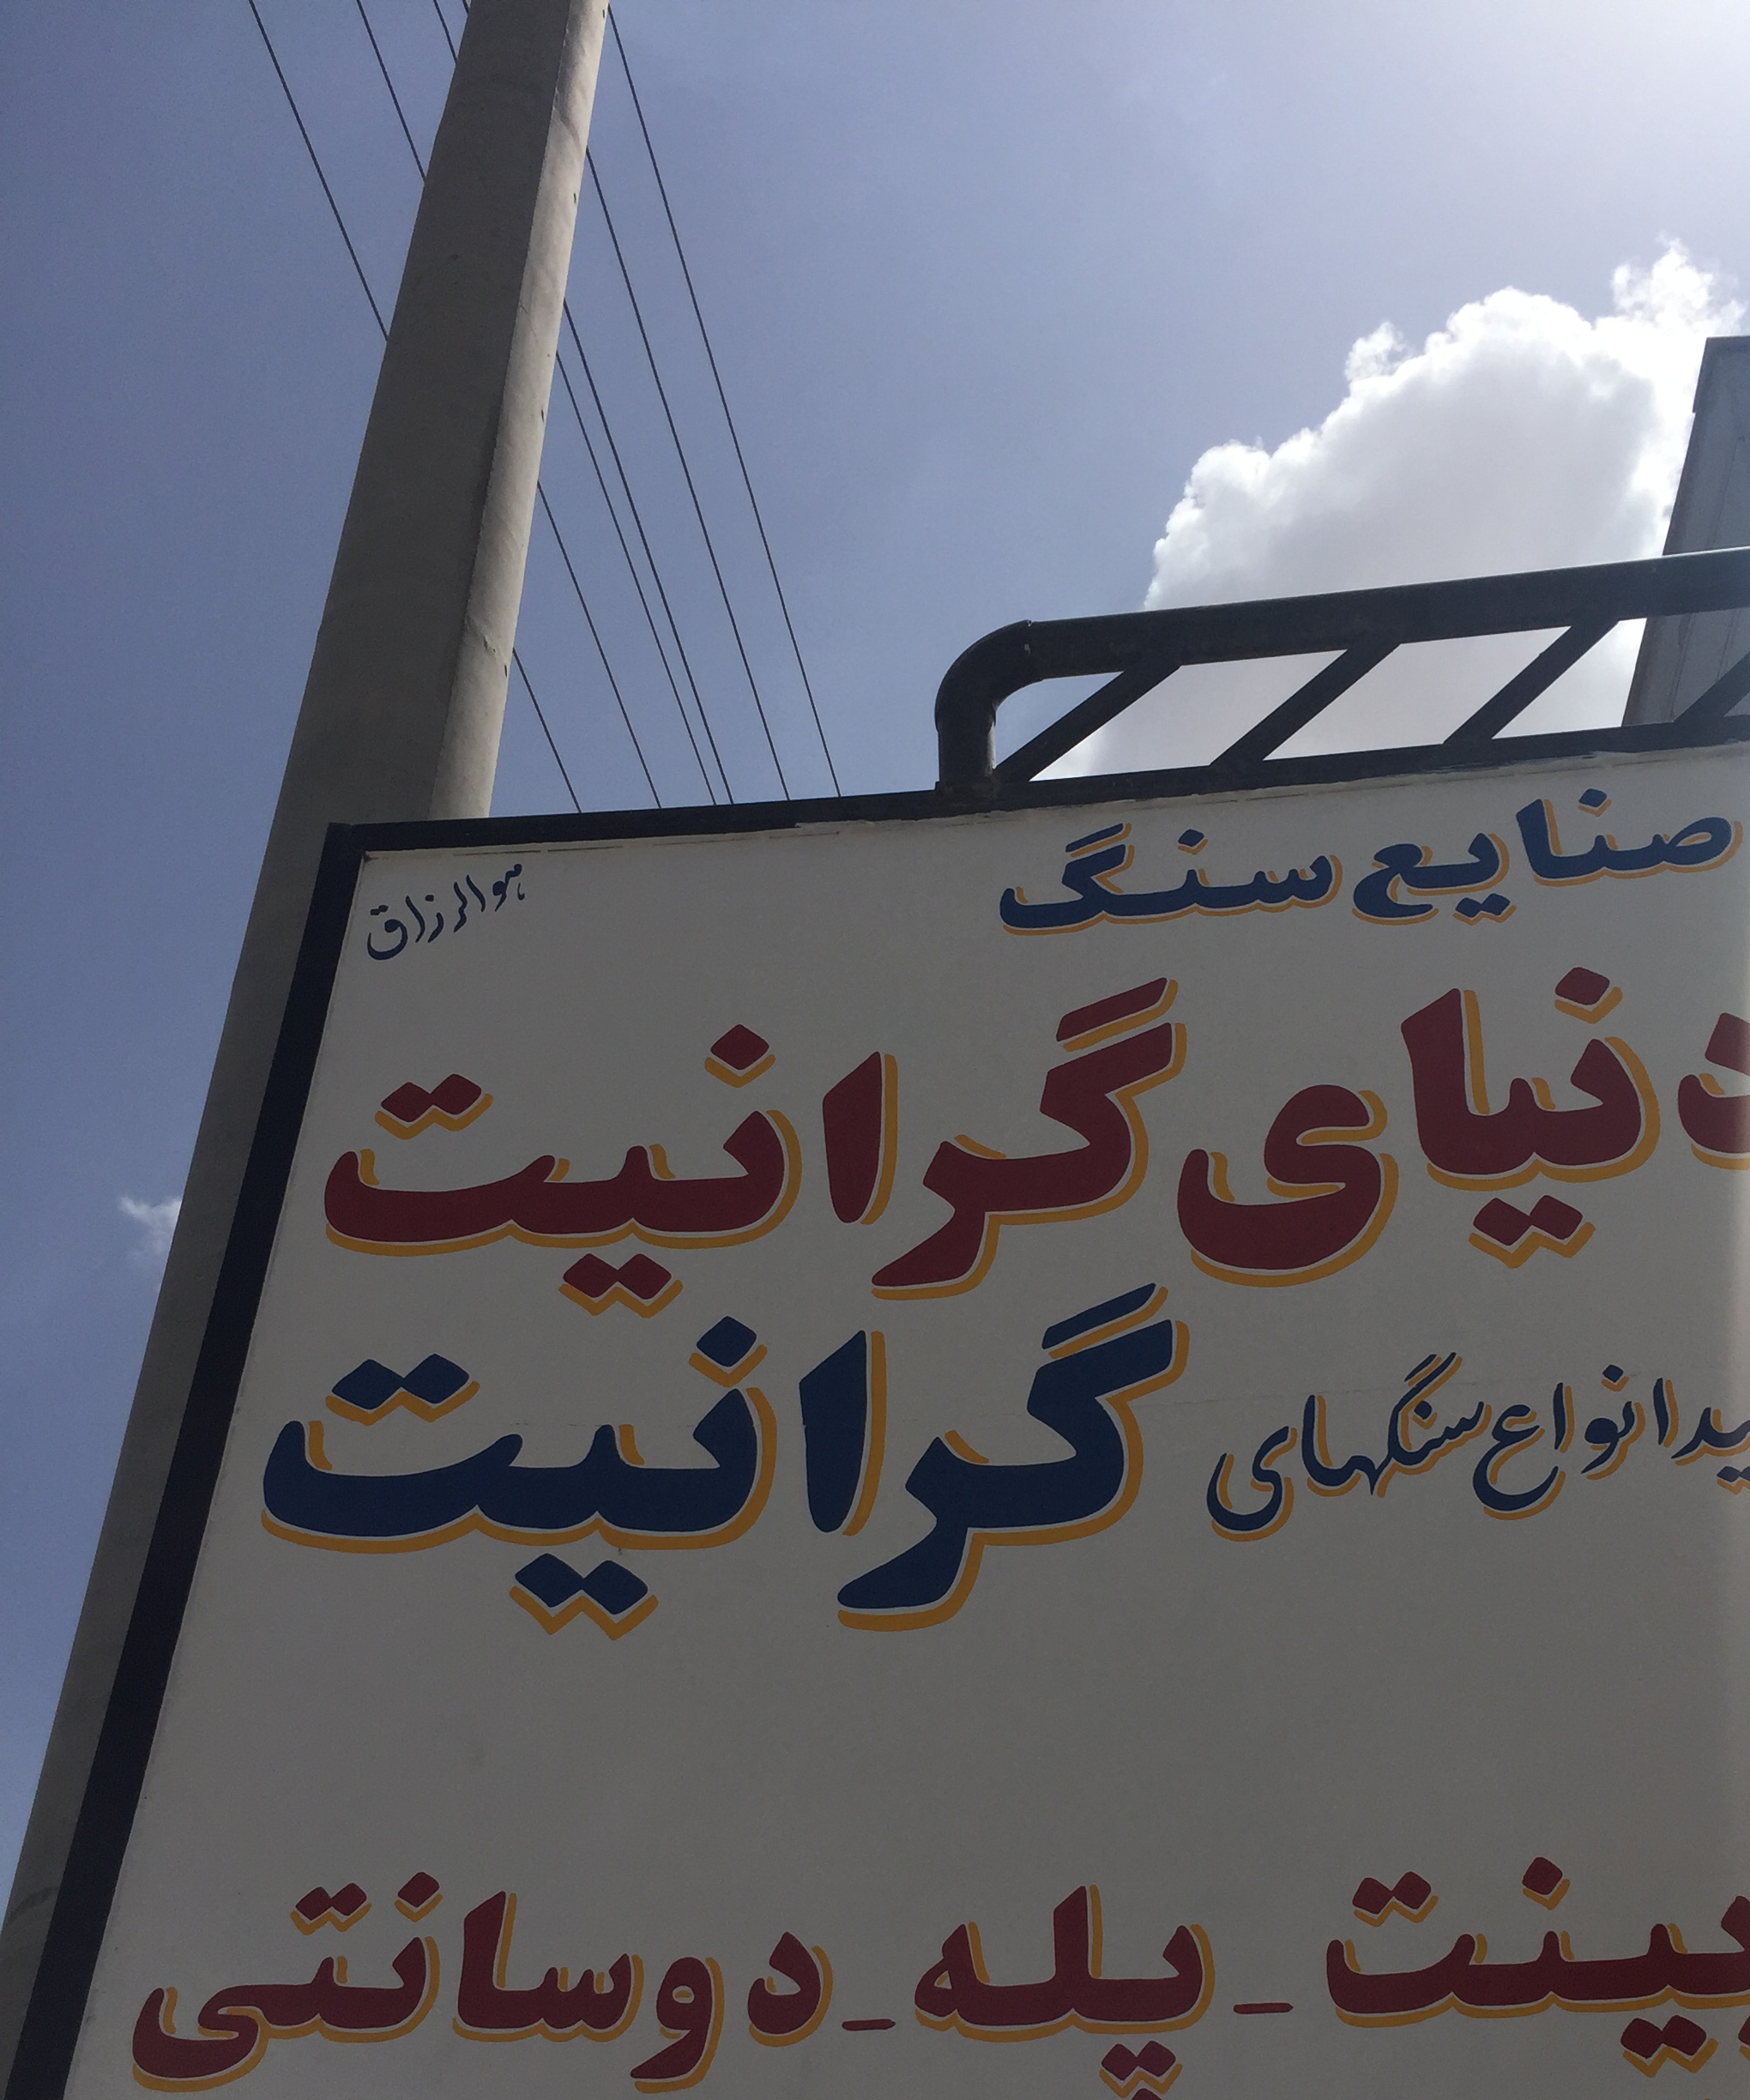 هوالرزاق
صنایع سنگ
دنیای گرانیت
انواع سنگهای گرانیت
پله - دوسانتی